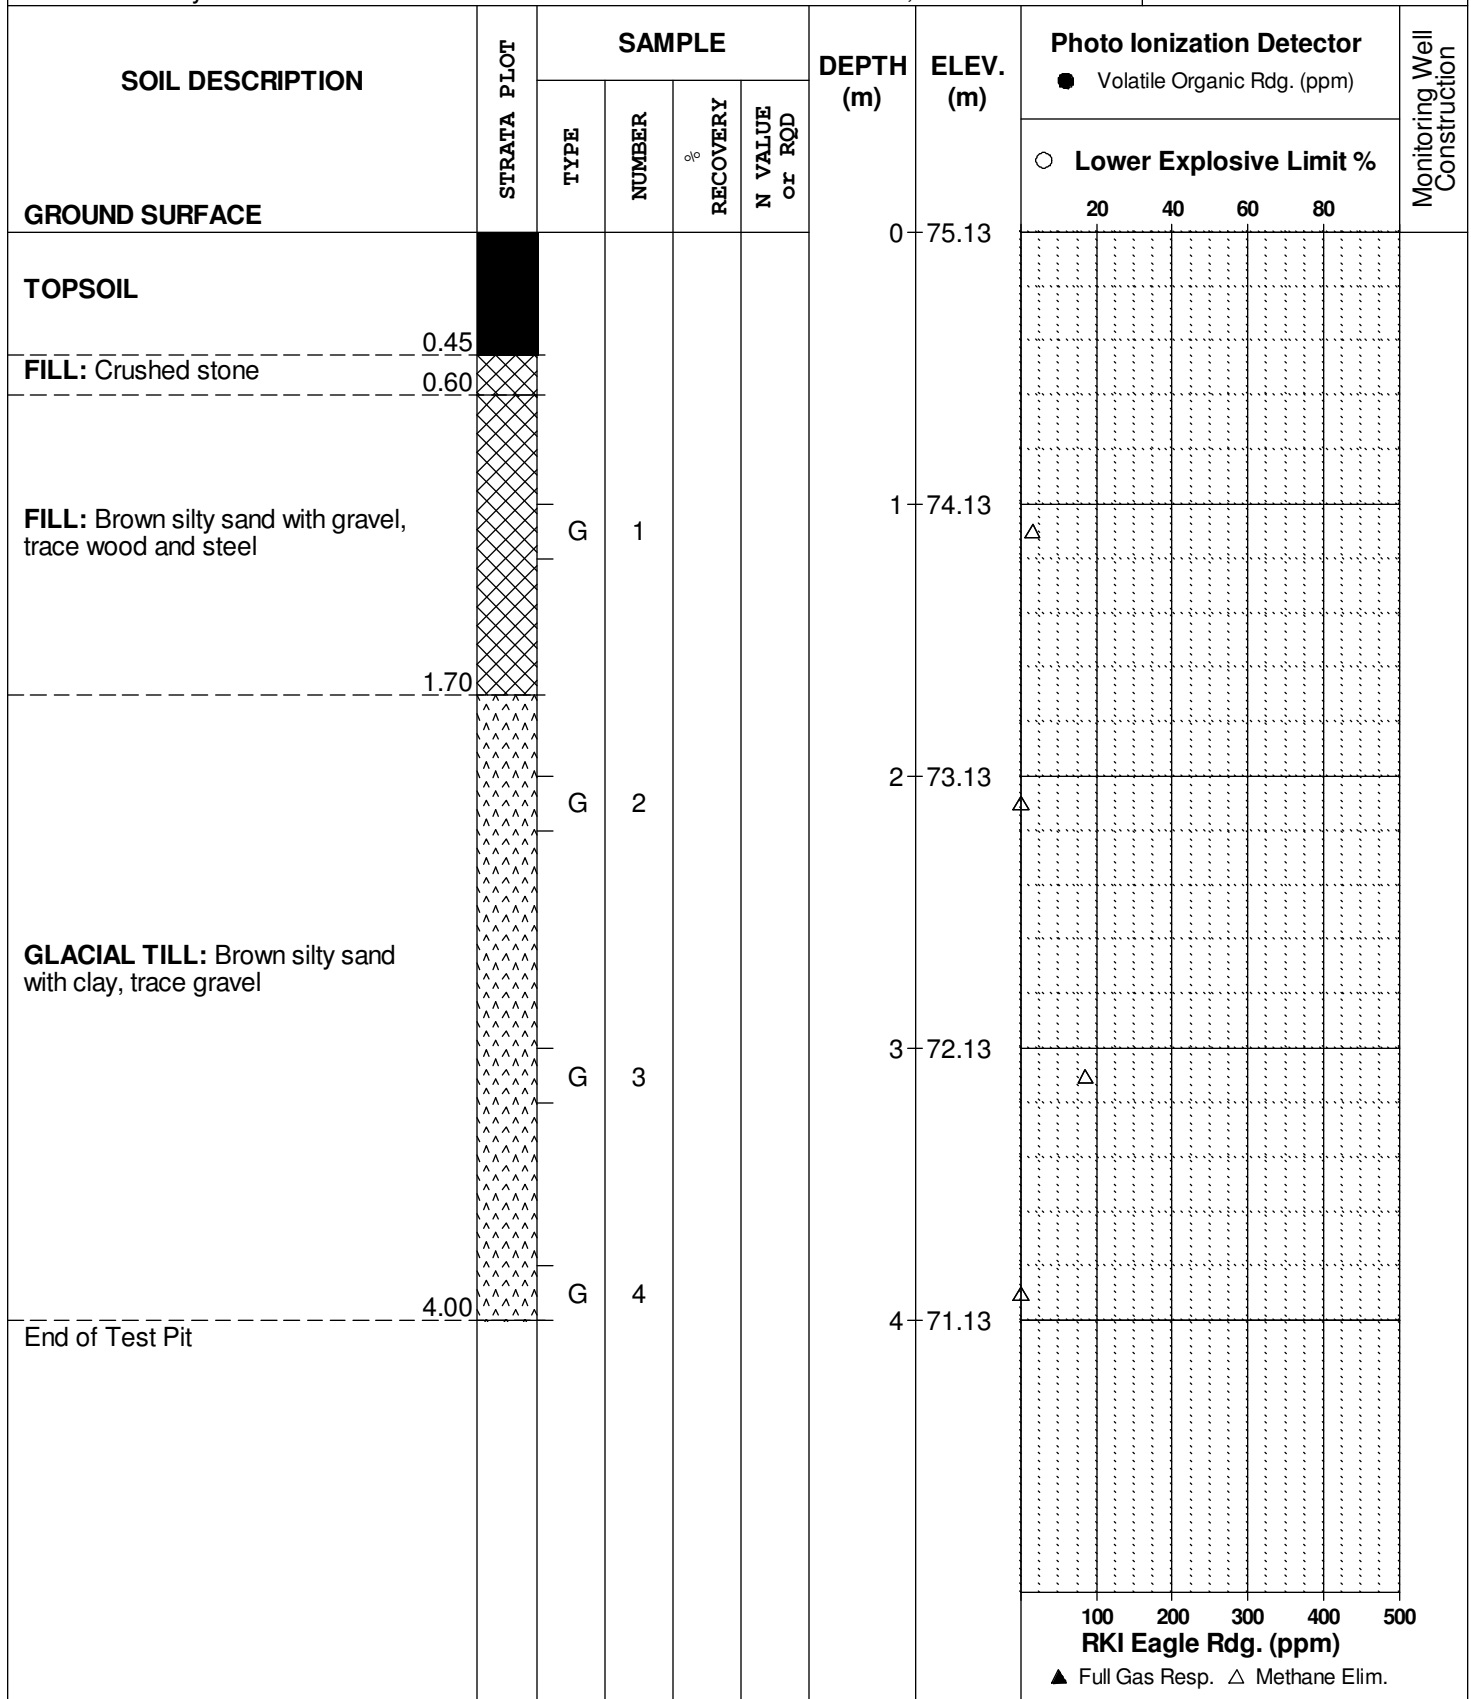 SOIL DESCRIPTION
GROUND SURFACE
STRATA PLOT
SAMPLE
TYPE
NUMBER
%
RECOVERY
N VALUE
or RQD
DEPTH
(m)
ELEV.
(m)
Photo Ionization Detector
● Volatile Organic Rdg. (ppm)
○ Lower Explosive Limit %
20 40 60 80
Monitoring Well
Construction
0 75.13
TOPSOIL
0.45
FILL: Crushed stone
0.60
1 74.13
FILL: Brown silty sand with gravel,
trace wood and steel
G 1
1.70
2 73.13
G 2
GLACIAL TILL: Brown silty sand
with clay, trace gravel
3 72.13
G 3
G 4
4.00
4 71.13
End of Test Pit
100 200 300 400 500
RKI Eagle Rdg. (ppm)
▲ Full Gas Resp. △ Methane Elim.